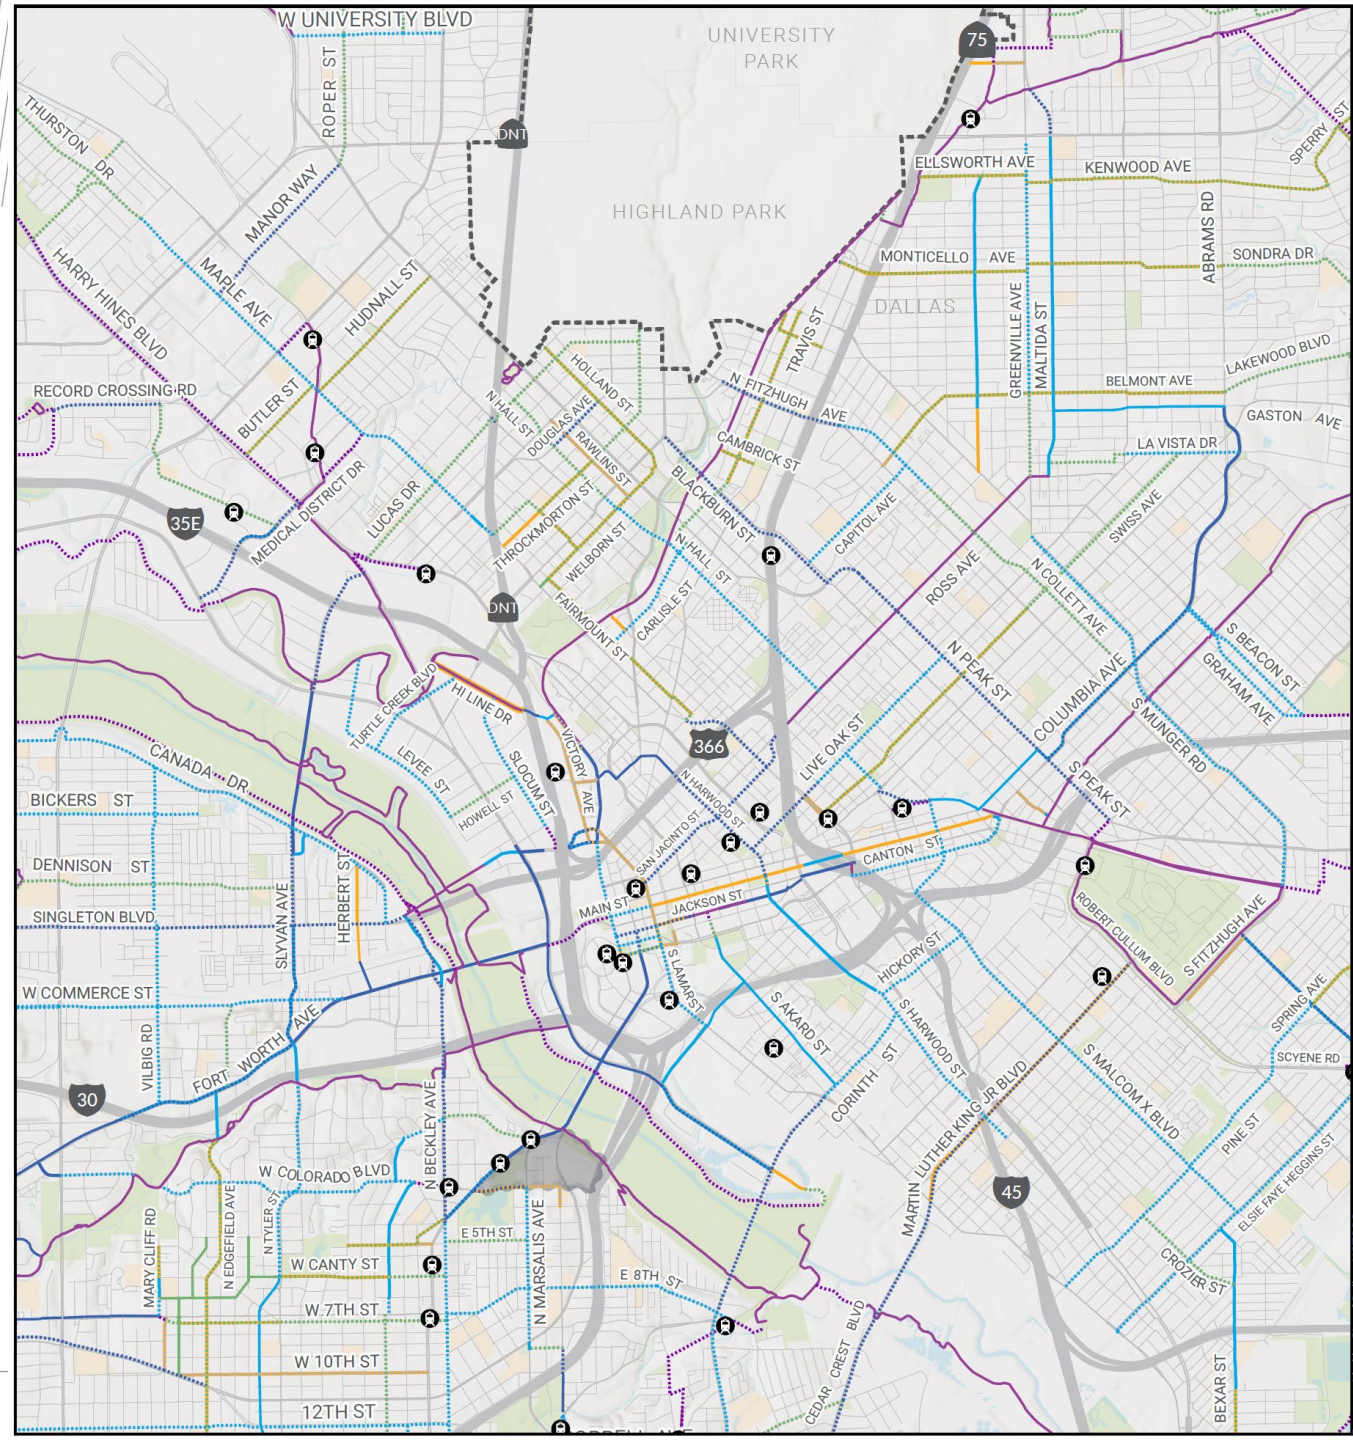 W UNIVERSITY BLVD
UNIVERSITY
PARK
75
ROPER ST
THURSTON DR
DNT
SPERRY ST
ELLSWORTH AVE
KENWOOD AVE
MANOR WAY
HIGHLAND PARK
ABRAMS RD
MONTICELLO AVE
SONDRA DR
HARRY HINES BLVD
MAPLE AVE
HUDNALL ST
DALLAS
GREENVILLE AVE
MALTIDA ST
TRAVIS ST
LAKEWOOD BLVD
HOLLAND ST
N FITZHUGH AVE
BELMONT AVE
RECORD CROSSING RD
BUTLER ST
N HALL ST
DOUGLAS AVE
GASTON AVE
RAWLINS ST
CAMBRICK ST
LA VISTA DR
BLACKBURN ST
MEDICAL DISTRICT DR
LUCAS DR
THROCKMORTON ST
SWISS AVE
35E
CAPITOL AVE
WELBORN ST
N HALL ST
ROSS AVE
N COLLETT AVE
DNT
FAIRMOUNT ST
CARLISLE ST
S BEACON ST
N PEAK ST
COLUMBIA AVE
GRAHAM AVE
TURTLE CREEK BLVD
HI LINE DR
S MUNGER RD
366
LIVE OAK ST
VICTORY AVE
LEVEE ST
SLOCUM ST
CANADA DR
S PEAK ST
N HARWOOD ST
BICKERS ST
HOWELL ST
SAN JACINTO ST
CANTON ST
DENNISON ST
HERBERT ST
MAIN ST
JACKSON ST
SINGLETON BLVD
SLYVAN AVE
ROBERT CULLUM BLVD
S FITZHUGH AVE
HICKORY ST
S LAMAR ST
W COMMERCE ST
SPRING AVE
S AKARD ST
S HARWOOD ST
FORT WORTH AVE
VILBIG RD
SCYENE RD
S MALCOM X BLVD
CORINTH ST
30
N BECKLEY AVE
MARTIN LUTHER KING JR BLVD
PINE ST
ELSIE FAYE HEGGINS ST
W COLORADO BLVD
45
N EDGEFIELD AVE
N TYLER ST
MARY CLIFF RD
E 5TH ST
N MARSALIS AVE
W CANTY ST
E 8TH ST
CROZIER ST
W 7TH ST
CEDAR CREST BLVD
W 10TH ST
BEXAR ST
12TH ST